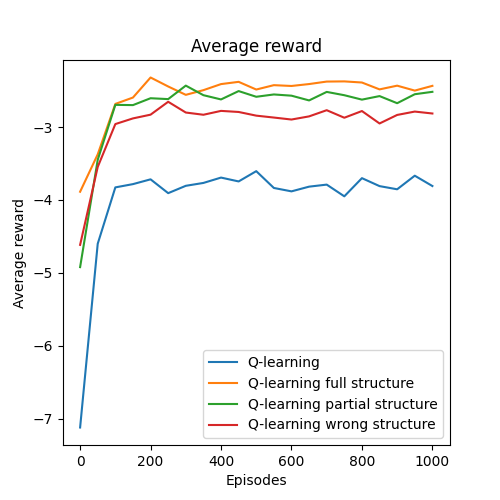 Average reward
Average reward
−3
−4
−5
−6
−7
Q-learning
Q-learning full structure
Q-learning partial structure
Q-learning wrong structure
0 200 400 600 800 1000
Episodes